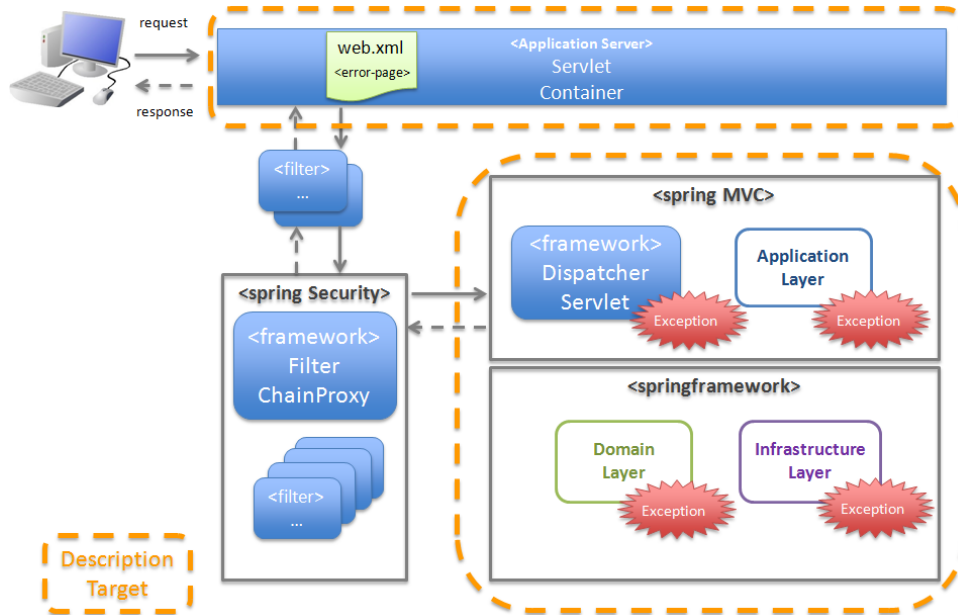 request
response
web.xml
<error-page>
<Application Server>
Servlet
Container
<filter>
...
<spring Security>
<framework>
Filter
ChainProxy
<filter>
...
<spring MVC>
<framework>
Dispatcher
Servlet
Exception
Application
Layer
Exception
<springframework>
Domain
Layer
Exception
Infrastructure
Layer
Exception
Description
Target